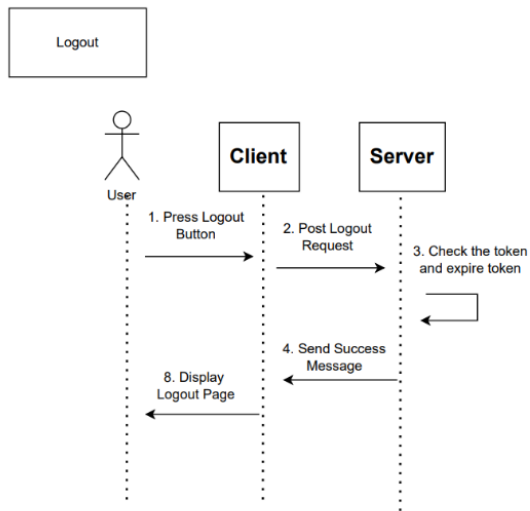 Logout
Client
Server
User
1. Press Logout
Button
2. Post Logout
Request
3. Check the token
and expire token
4. Send Success
Message
8. Display
Logout Page